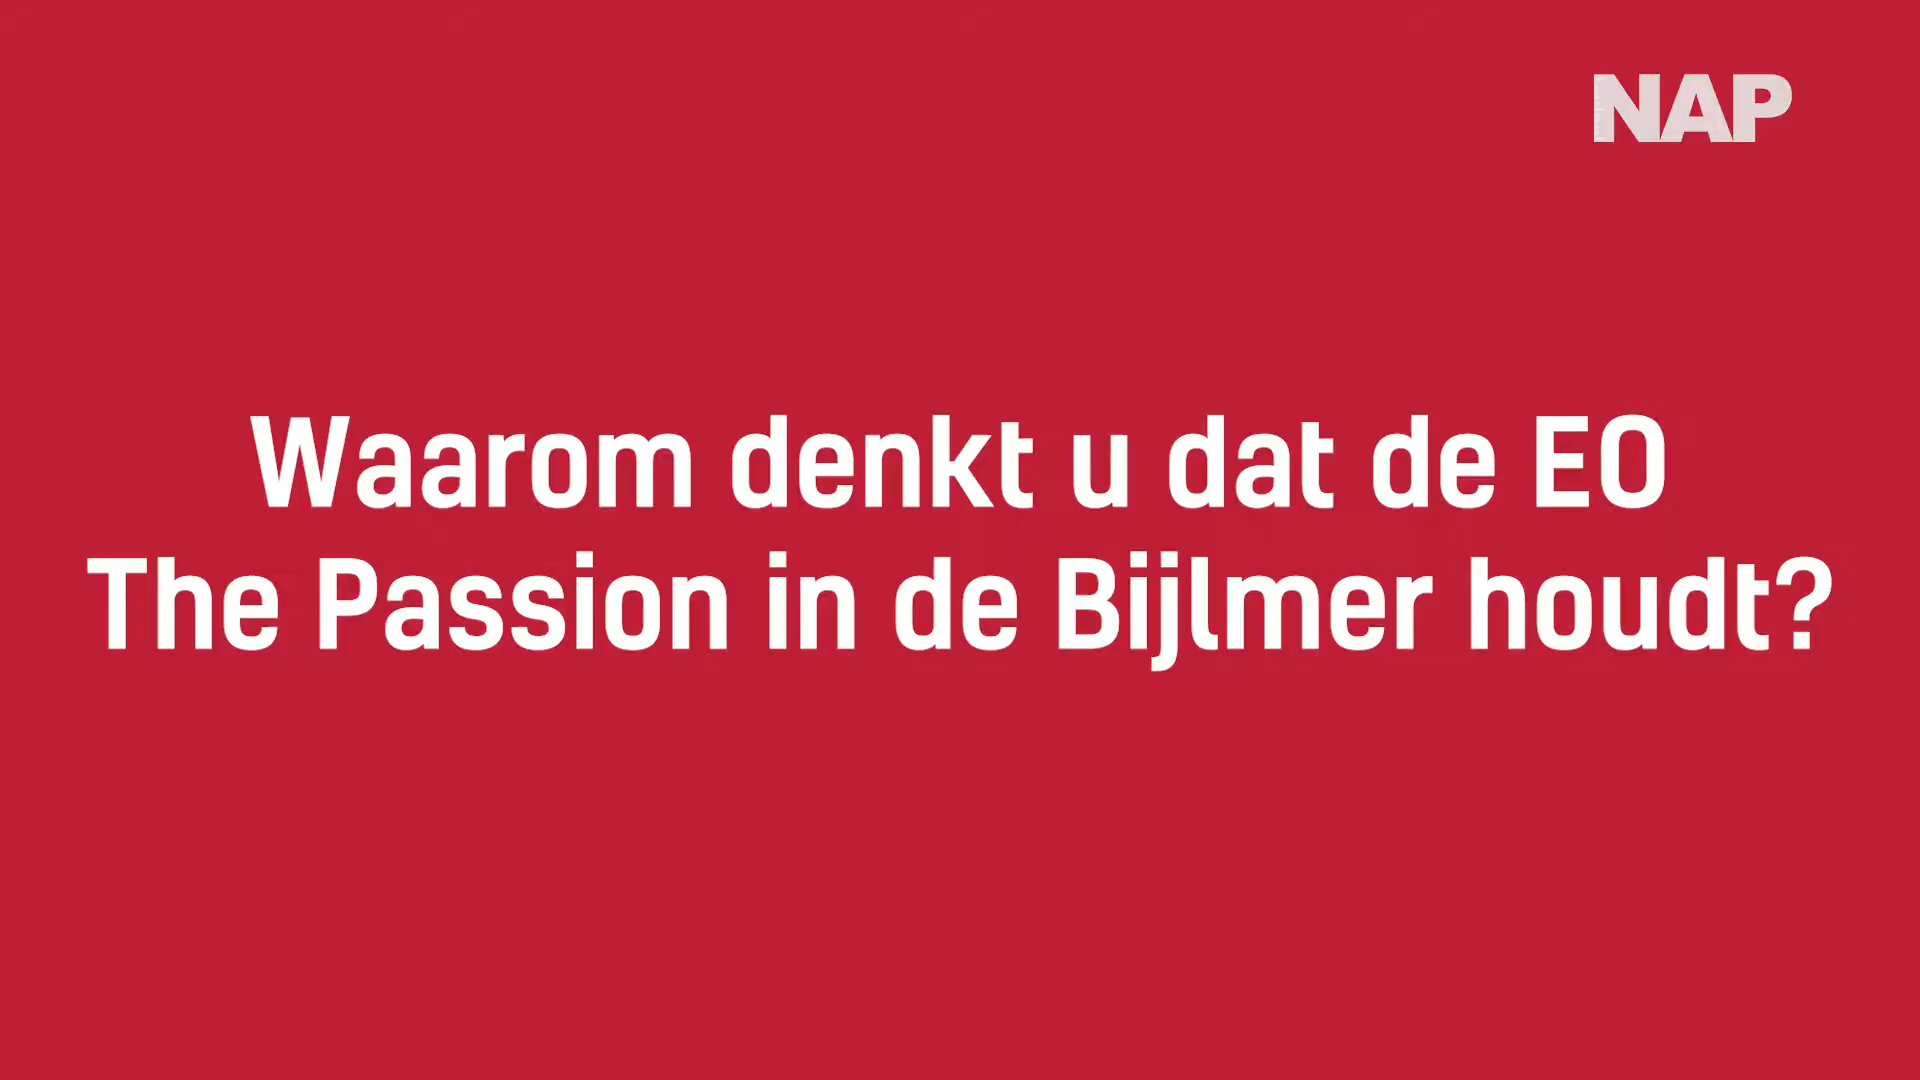 NAP
Waarom denkt u dat de EO
The Passion in de Bijlmer houdt?